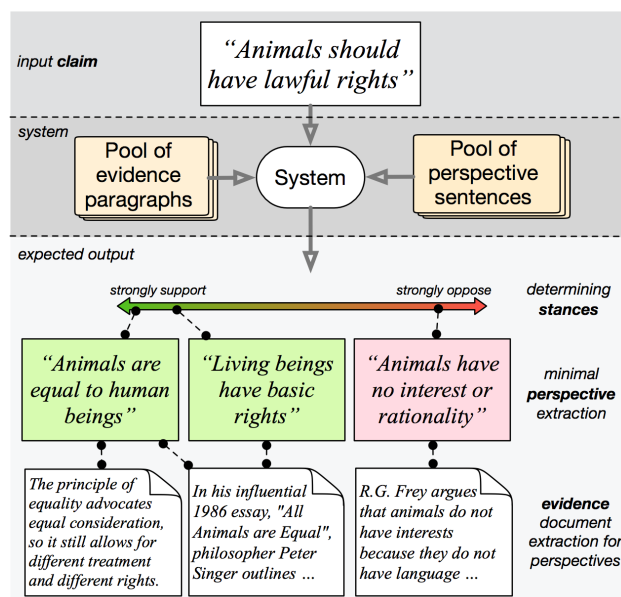 input claim
“Animals should
have lawful rights”
system
Pool of
evidence
paragraphs
System
Pool of
perspective
sentences
expected output
strongly support
strongly oppose
determining
stances
“Animals are
equal to human
beings”
“Living beings
have basic
rights”
“Animals have
no interest or
rationality”
minimal
perspective
extraction
The principle of
equality advocates
equal consideration,
so it still allows for
different treatment
and different rights.
In his influential
1986 essay, "All
Animals are Equal",
philosopher Peter
Singer outlines ...
R.G. Frey argues
that animals do not
have interests
because they do not
have language ...
evidence
document
extraction for
perspectives